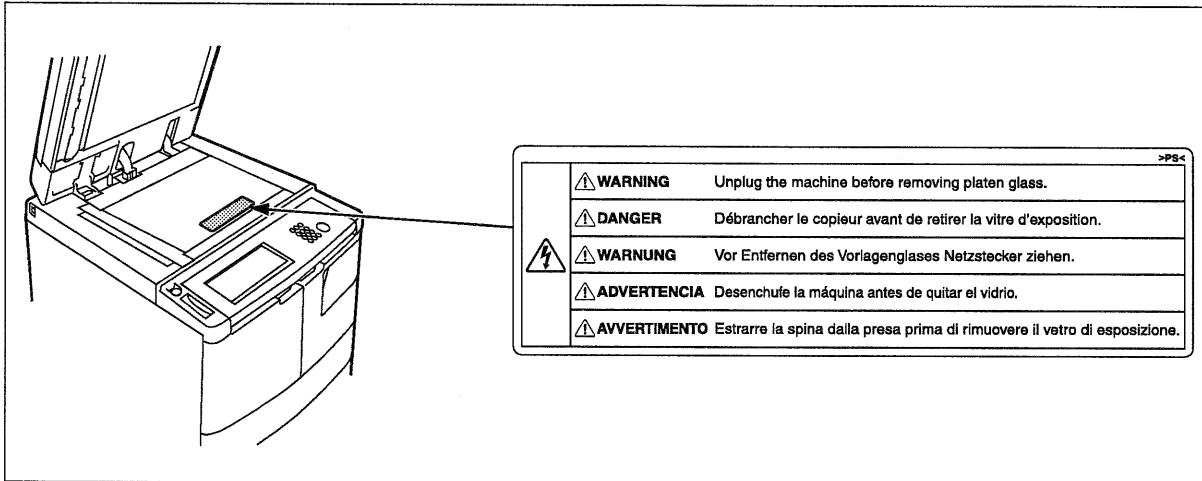 >PS<
WARNING Unplug the machine before removing platen glass.
DANGER Débrancher le copieur avant de retirer la vitre d'exposition.
WARNUNG Vor Entfernen des Vorlagenglases Netzstecker ziehen.
ADVERTENCIA Desenchufe la máquina antes de quitar el vidrio.
AVVERTIMENTO Estrarre la spina dalla presa prima di rimuovere il vetro di esposizione.